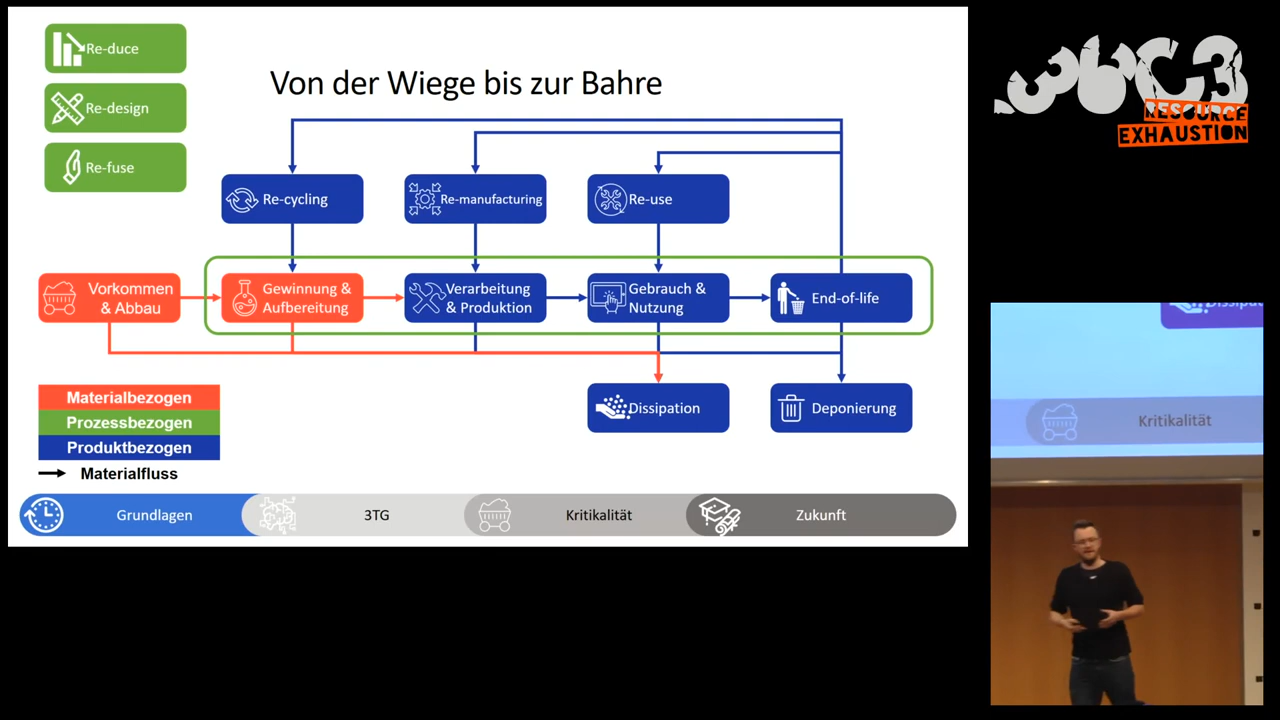 Re-duce
Re-design
Re-fuse
Von der Wiege bis zur Bahre
Re-cycling
Re-manufacturing
Re-use
Vorkommen
& Abbau
Gewinnung &
Aufbereitung
Verarbeitung
& Produktion
Gebrauch &
Nutzung
End-of-life
Dissipation
Deponierung
Materialbezogen
Prozessbezogen
Produktbezogen
Materialfluss
Grundlagen
3TG
Kritikalität
Zukunft
36C3
RESOURCE
EXHAUSTION
Kritikalität